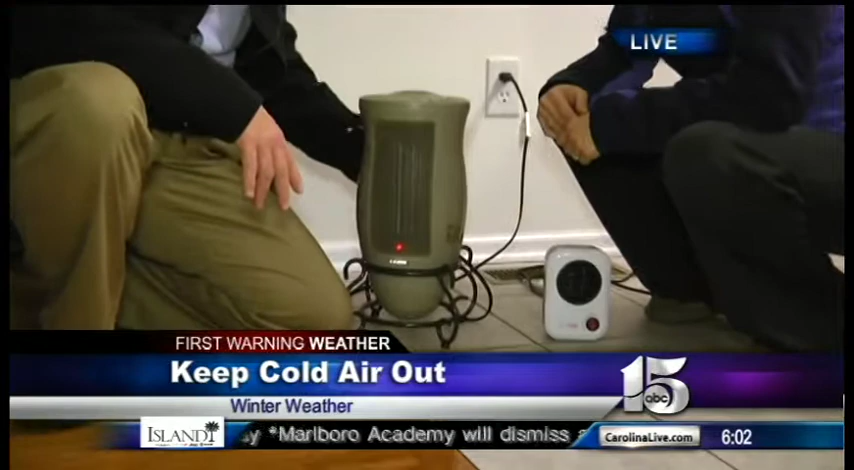 LIVE
FIRST WARNING WEATHER
Keep Cold Air Out
Winter Weather
15
abc
ISLAND
y *Marlboro Academy will dismiss
CarolinaLive.com
6:02